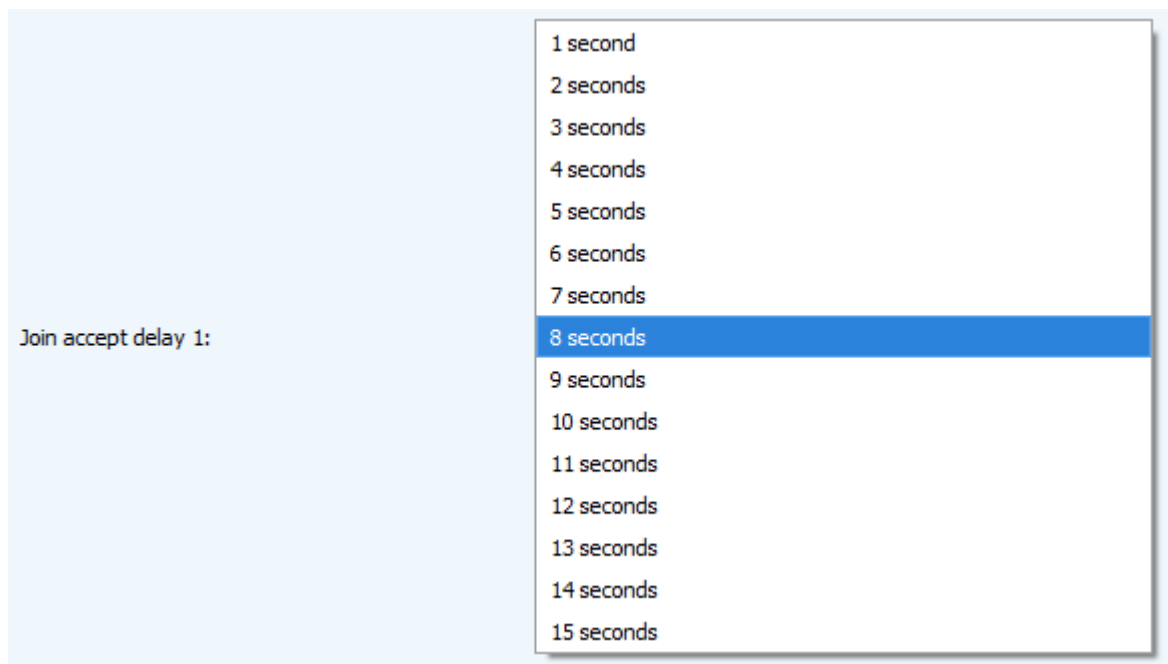 1 second
2 seconds
3 seconds
4 seconds
5 seconds
6 seconds
7 seconds
Join accept delay 1:
8 seconds
9 seconds
10 seconds
11 seconds
12 seconds
13 seconds
14 seconds
15 seconds